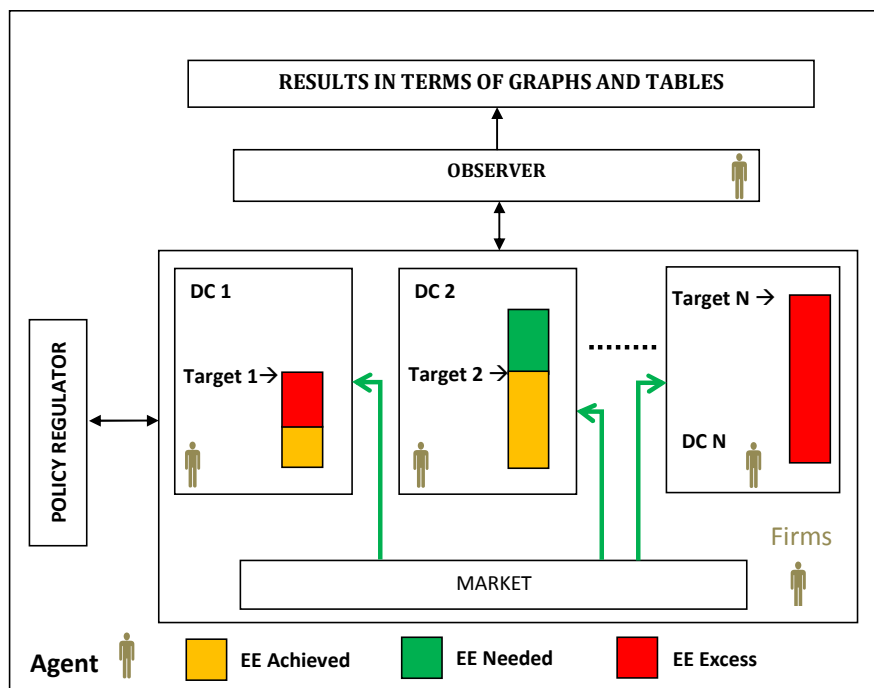 RESULTS IN TERMS OF GRAPHS AND TABLES
OBSERVER
POLICY REGULATOR
DC 1
Target 1→
DC 2
Target 2→
..........
Target N →
DC N
Firms
MARKET
Agent
EE Achieved
EE Needed
EE Excess